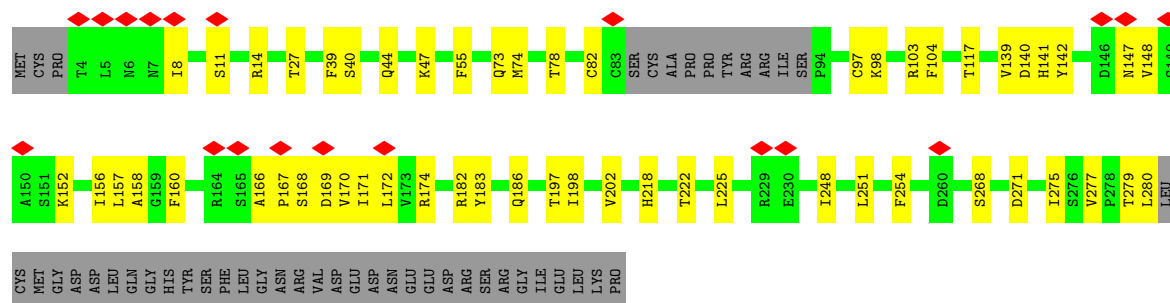 MET CYS PRO T4 L5 N6 N7 I8 S11 R14 T27 F39 S40 Q44 K47 F55 Q73 M74 T78 C82 C83 SER CYS ALA PRO PRO TYR ARG ARG ILE SER P94 C97 K98 R103 F104 T117 V139 D140 H141 Y142 D146 N147 V148 S149
A150 S151 K152 I156 L157 A158 G159 F160 R164 S165 A166 P167 S168 D169 V170 I171 L172 V173 R174 R182 Y183 Q186 T197 I198 V202 H218 T222 L225 R229 E230 I248 L251 F254 D260 S268 D271 I275 S276 V277 P278 T279 L280 LEU
CYS MET GLY ASP ASP LEU GLN GLY HIS TYR SER PHE LEU GLY ASN ARG VAL ASP GLU ASP ASN GLU GLU ASP ARG SER ARG GLY ILE GLU LEU LYS PRO